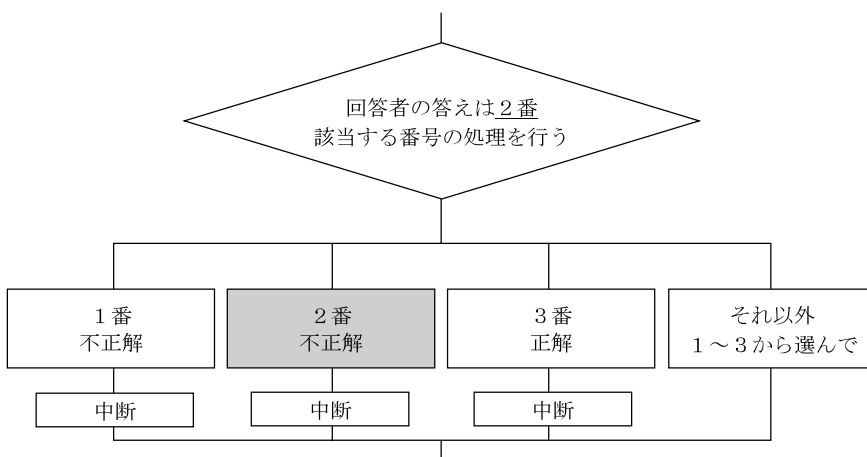 回答者の答えは２番
該当する番号の処理を行う
１番
不正解
２番
不正解
３番
正解
それ以外
１～３から選んで
中断
中断
中断